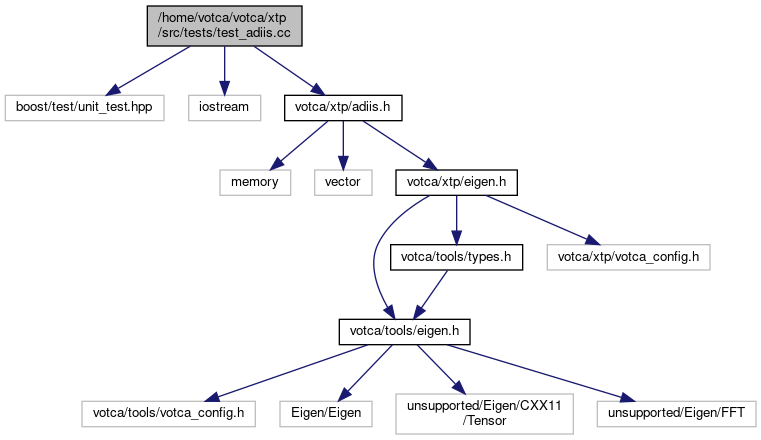 /home/votca/votca/xtp
/src/tests/test_adiis.cc
boost/test/unit_test.hpp
iostream
votca/xtp/adiis.h
memory
vector
votca/xtp/eigen.h
votca/tools/types.h
votca/xtp/votca_config.h
votca/tools/eigen.h
votca/tools/votca_config.h
Eigen/Eigen
unsupported/Eigen/CXX11
/Tensor
unsupported/Eigen/FFT